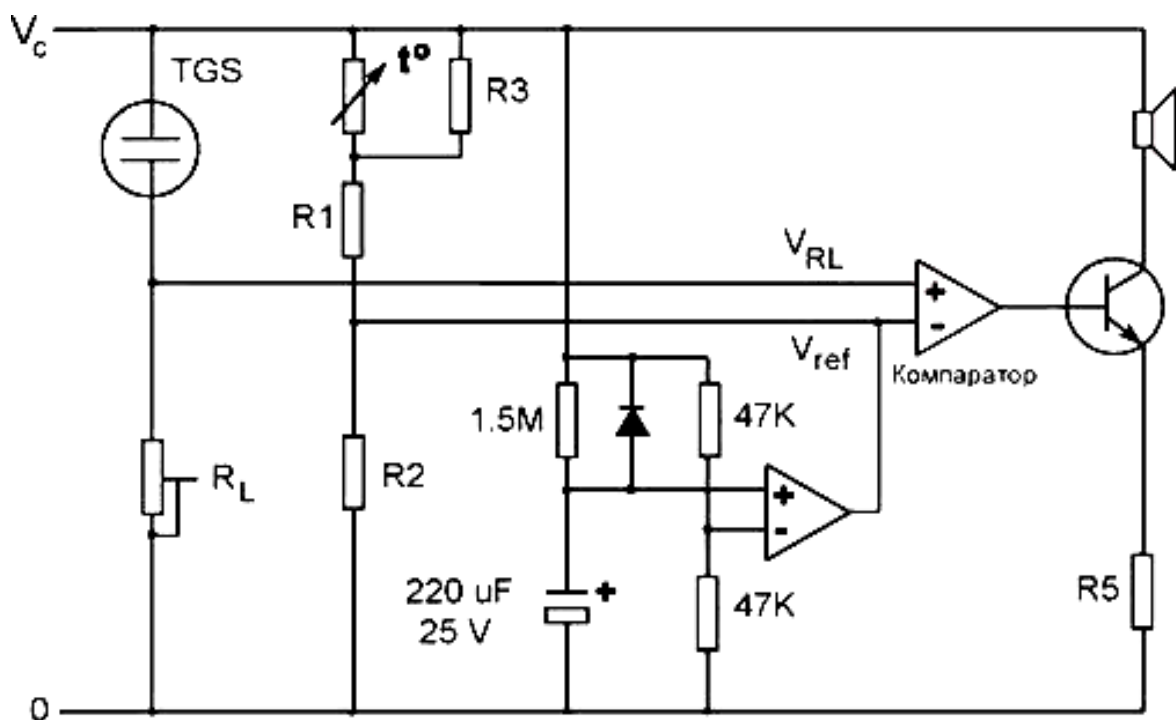 Vc
TGS
t°
R3
R1
VRL
+
-
Vref
Компаратор
1.5M
47K
RL
R2
+
-
220 uF
25 V
+
47K
R5
0